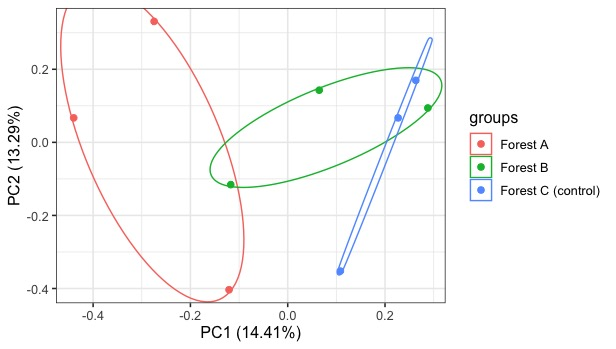 PC2 (13.29%)
0.2
0.0
-0.2
-0.4
-0.4
-0.2
0.0
0.2
PC1 (14.41%)
groups
Forest A
Forest B
Forest C (control)